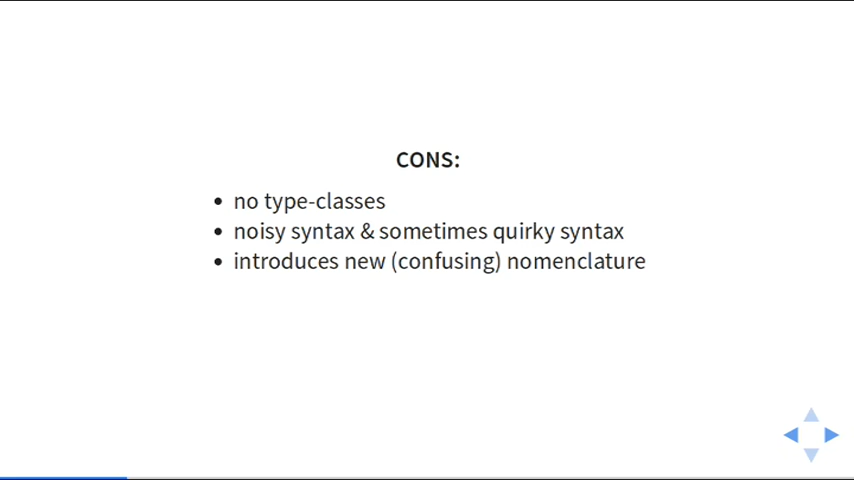 CONS:
• no type-classes
• noisy syntax & sometimes quirky syntax
• introduces new (confusing) nomenclature